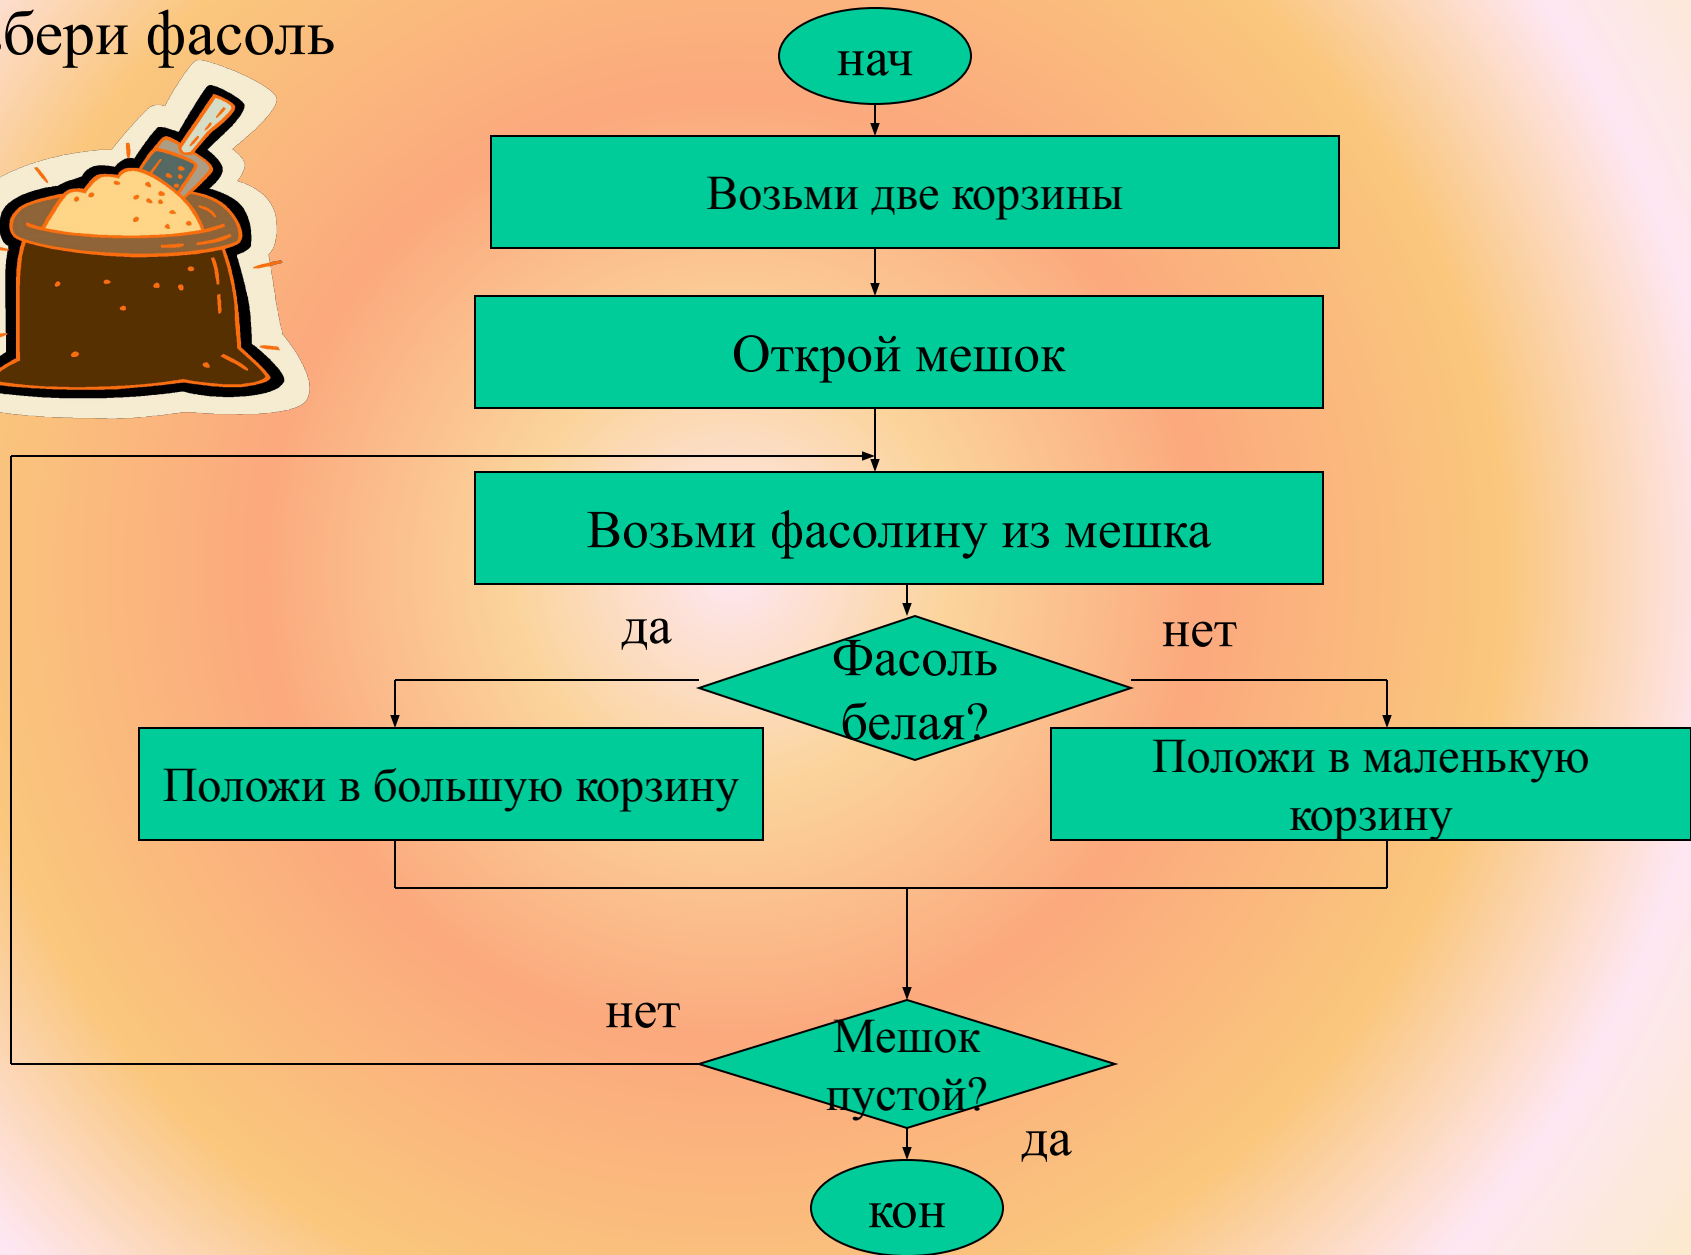 бери фасоль
нач
Возьми две корзины
Открой мешок
Возьми фасолину из мешка
да
нет
Фасоль
белая?
Положи в большую корзину
Положи в маленькую
корзину
нет
Мешок
пустой?
да
кон